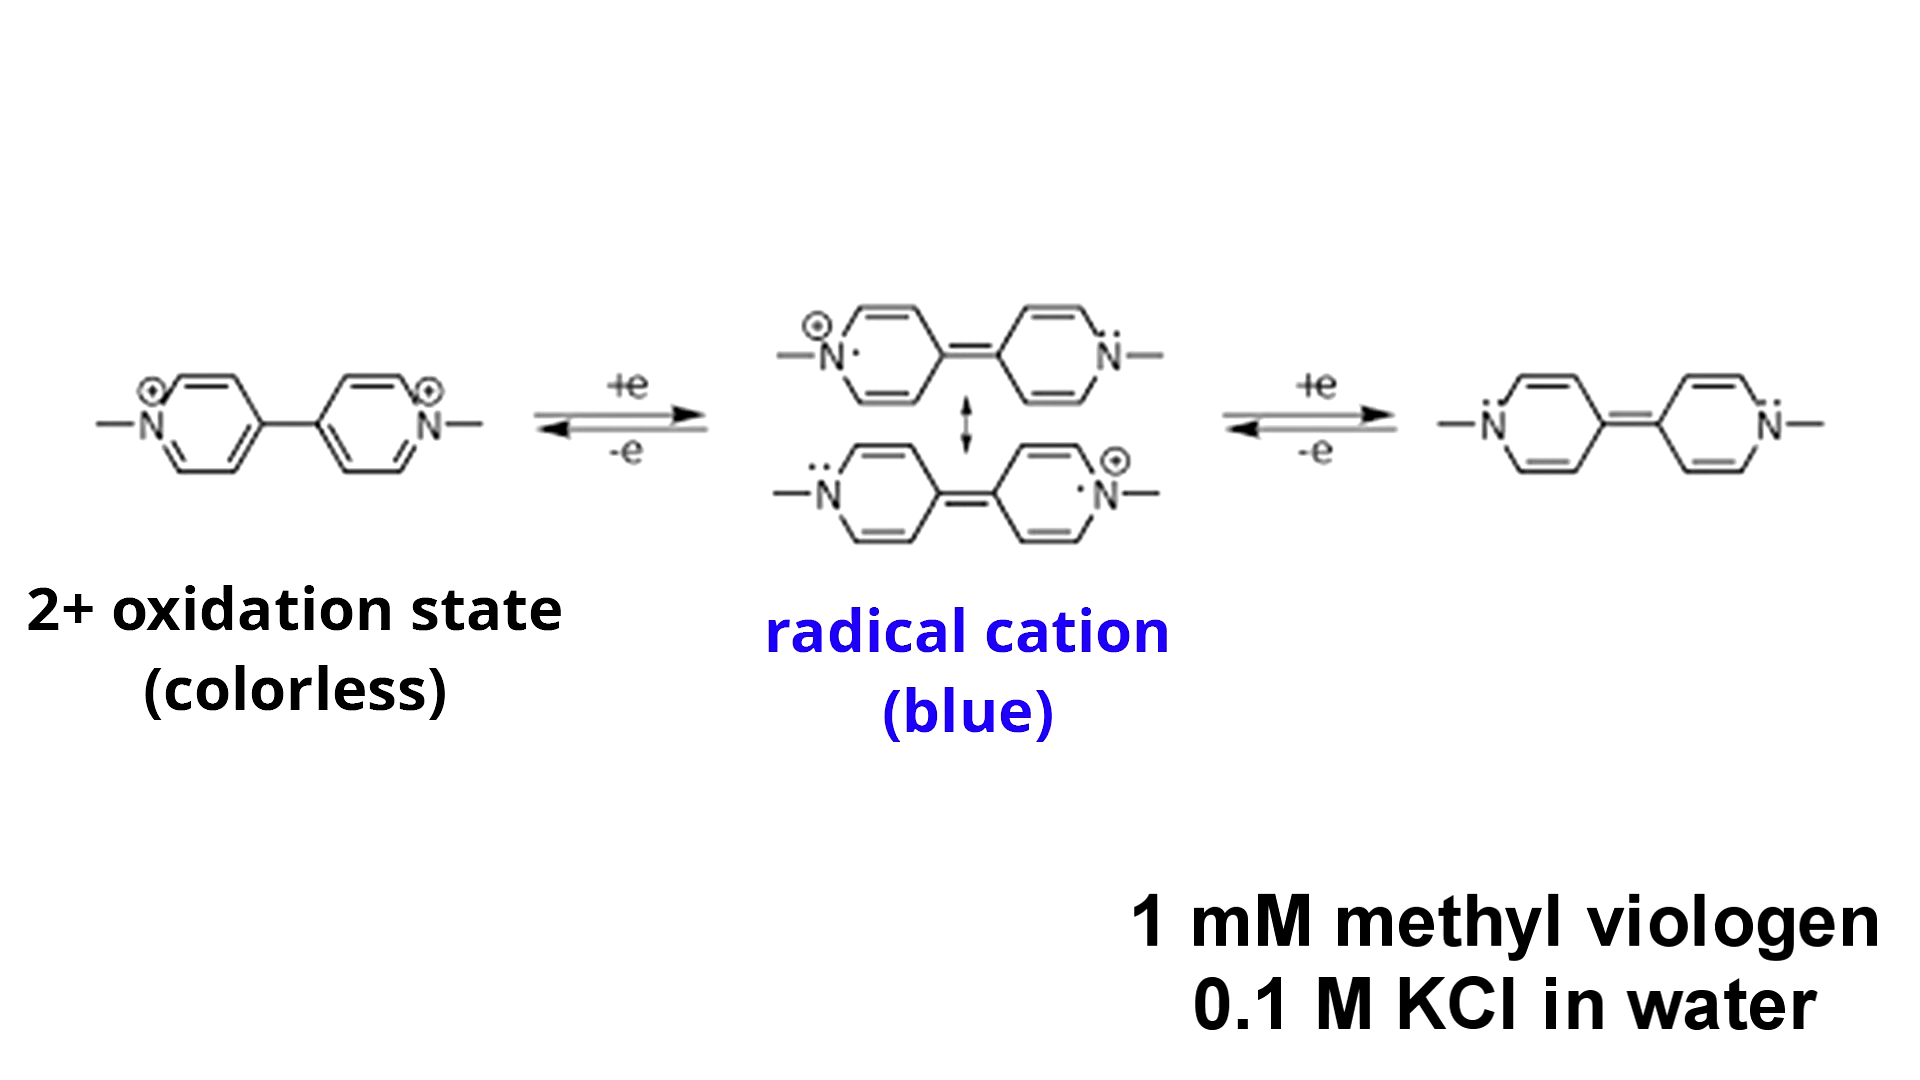 ⊕
N·
N̈
+e
-e
+e
-e
⊕
N
⊕
N
N̈
N̈
N̈
⊕
·N
2+ oxidation state
(colorless)
radical cation
(blue)
1 mM methyl viologen
0.1 M KCl in water